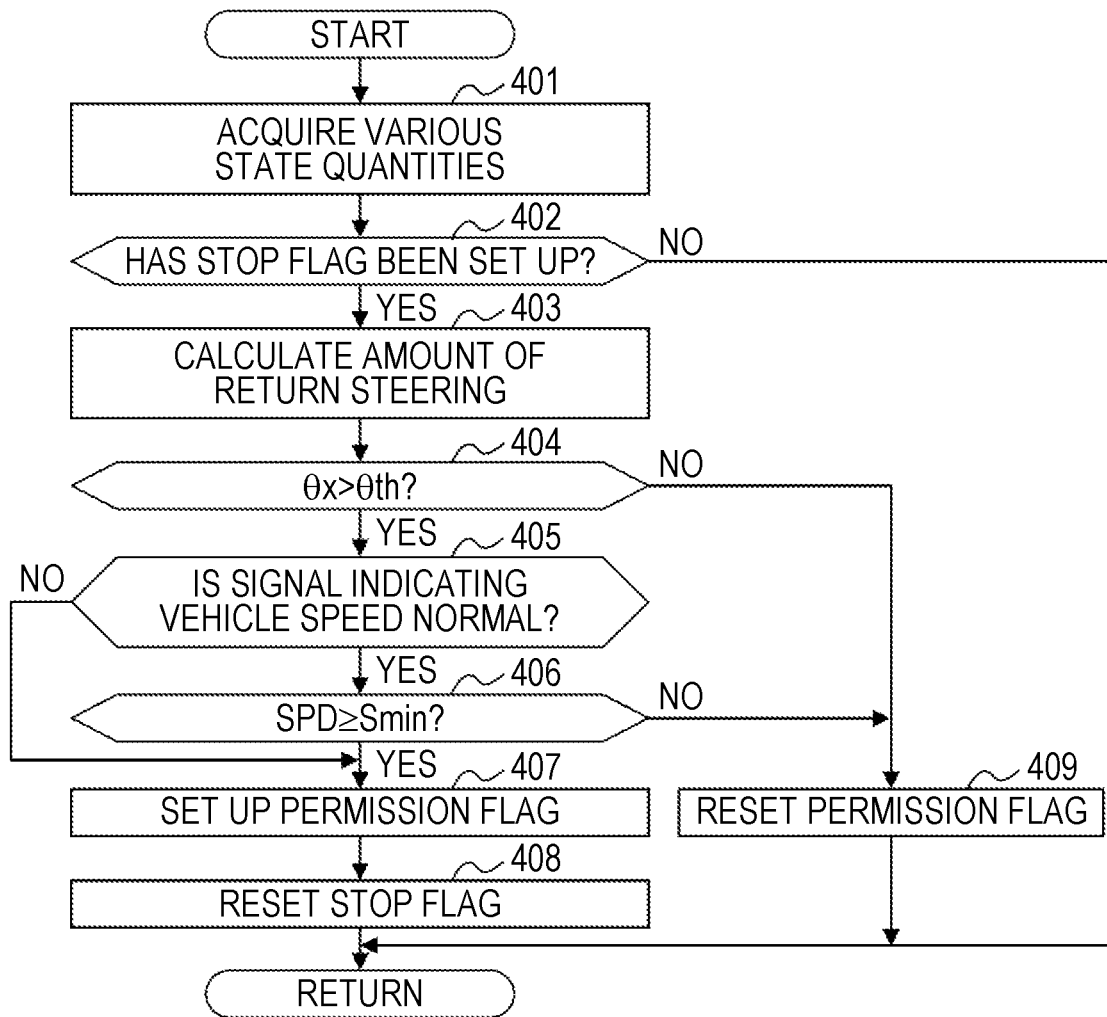 START
401
ACQUIRE VARIOUS
STATE QUANTITIES
402
HAS STOP FLAG BEEN SET UP?
NO
YES
403
CALCULATE AMOUNT OF
RETURN STEERING
404
θx>θth?
NO
YES
405
NO
IS SIGNAL INDICATING
VEHICLE SPEED NORMAL?
YES
406
SPD≥Smin?
NO
YES
407
SET UP PERMISSION FLAG
409
RESET PERMISSION FLAG
408
RESET STOP FLAG
RETURN